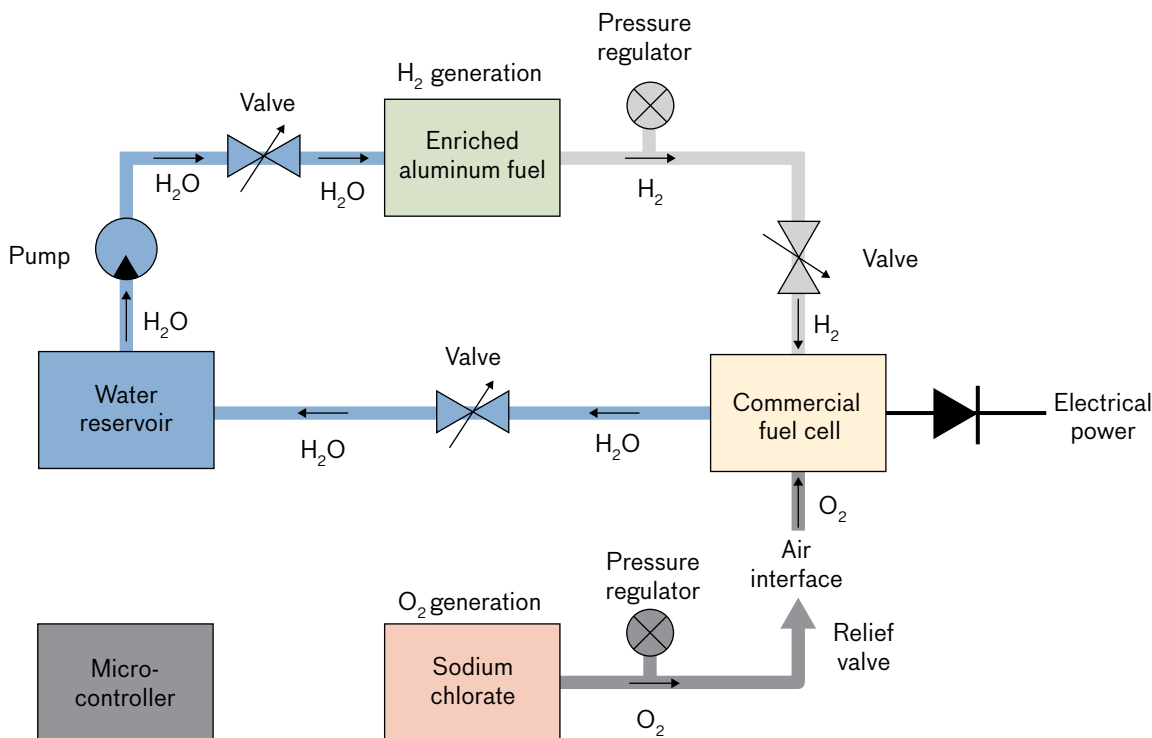 Pressure
regulator
H₂ generation
Valve
Enriched
aluminum fuel
H₂O
H₂O
H₂
Pump
Valve
H₂O
H₂
Valve
Water
reservoir
Commercial
fuel cell
Electrical
power
H₂O
H₂O
O₂
Air
interface
Pressure
regulator
O₂ generation
Relief
valve
Micro-
controller
Sodium
chlorate
O₂